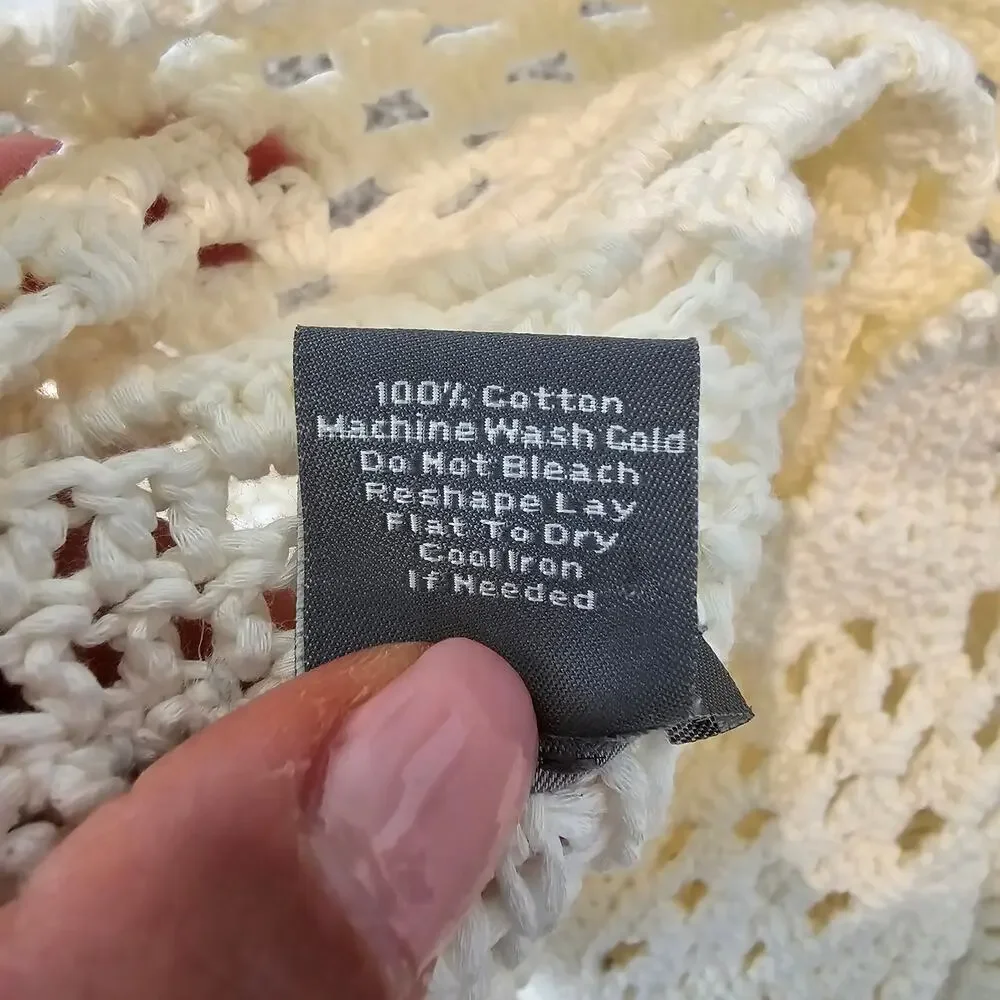 100% Cotton
Machine Wash Cold
Do Not Bleach
Reshape Lay
Flat To Dry
Cool Iron
If Needed